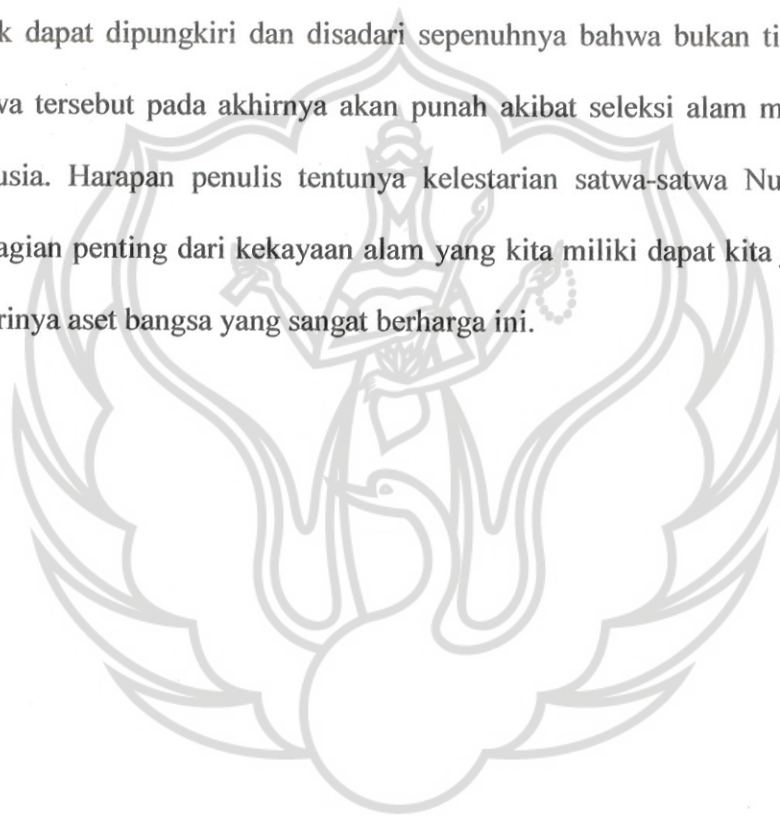 k dapat dipungkiri dan disadari sepenuhnya bahwa bukan ti
wa tersebut pada akhirnya akan punah akibat seleksi alam m
usia. Harapan penulis tentunya kelestarian satwa-satwa Nu
agian penting dari kekayaan alam yang kita miliki dapat kita
rinya aset bangsa yang sangat berharga ini.